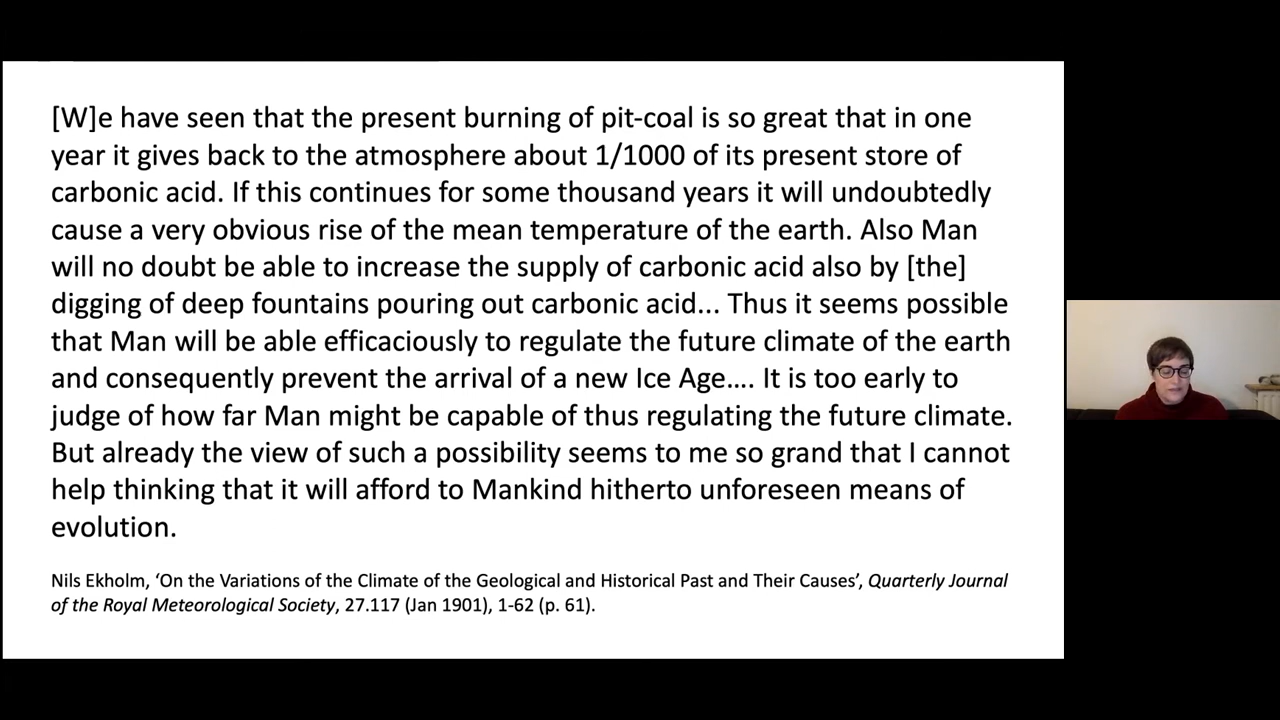 [W]e have seen that the present burning of pit-coal is so great that in one
year it gives back to the atmosphere about 1/1000 of its present store of
carbonic acid. If this continues for some thousand years it will undoubtedly
cause a very obvious rise of the mean temperature of the earth. Also Man
will no doubt be able to increase the supply of carbonic acid also by [the]
digging of deep fountains pouring out carbonic acid... Thus it seems possible
that Man will be able efficaciously to regulate the future climate of the earth
and consequently prevent the arrival of a new Ice Age.... It is too early to
judge of how far Man might be capable of thus regulating the future climate.
But already the view of such a possibility seems to me so grand that I cannot
help thinking that it will afford to Mankind hitherto unforeseen means of
evolution.
Nils Ekholm, ‘On the Variations of the Climate of the Geological and Historical Past and Their Causes’, Quarterly Journal
of the Royal Meteorological Society, 27.117 (Jan 1901), 1-62 (p. 61).